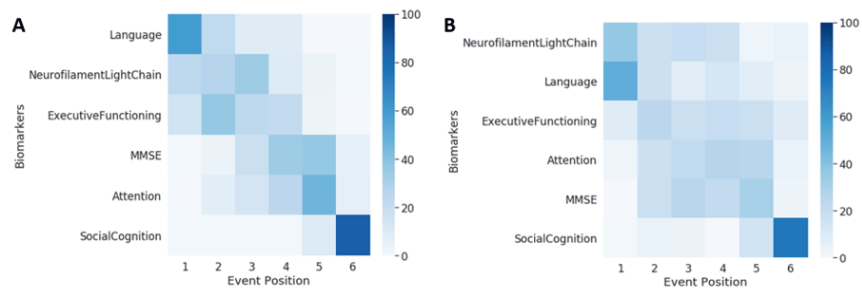 A
Language
NeurofilamentLightChain
ExecutiveFunctioning
MMSE
Attention
SocialCognition
Biomarkers
1 2 3 4 5 6
Event Position
100
80
60
40
20
0
B
NeurofilamentLightChain
Language
ExecutiveFunctioning
Attention
MMSE
SocialCognition
Biomarkers
1 2 3 4 5 6
Event Position
100
80
60
40
20
0